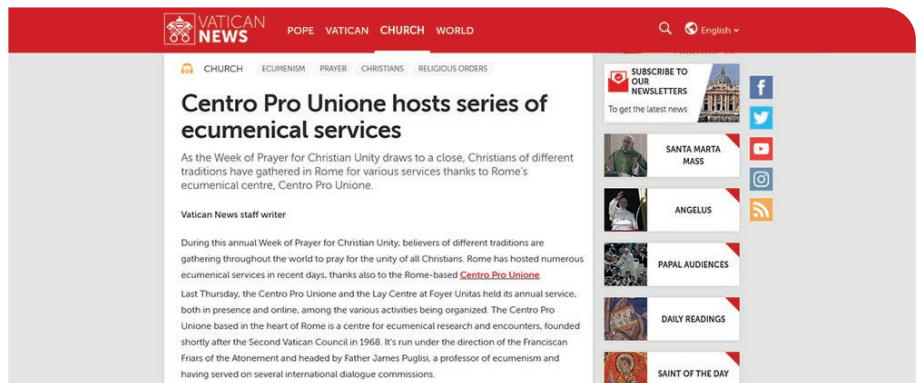 VATICAN
NEWS
POPE VATICAN CHURCH WORLD
English
CHURCH ECUMENISM PRAYER CHRISTIANS RELIGIOUS ORDERS
Centro Pro Unione hosts series of
ecumenical services
As the Week of Prayer for Christian Unity draws to a close, Christians of different
traditions have gathered in Rome for various services thanks to Rome's
ecumenical centre, Centro Pro Unione.
Vatican News staff writer
During this annual Week of Prayer for Christian Unity, believers of different traditions are
gathering throughout the world to pray for the unity of all Christians. Rome has hosted numerous
ecumenical services in recent days, thanks also to the Rome-based Centro Pro Unione.
Last Thursday, the Centro Pro Unione and the Lay Centre at Foyer Unitas held its annual service,
both in presence and online, among the various activities being organized. The Centro Pro
Unione based in the heart of Rome is a centre for ecumenical research and encounters, founded
shortly after the Second Vatican Council in 1968. It's run under the direction of the Franciscan
Friars of the Atonement and headed by Father James Puglisi, a professor of ecumenism and
having served on several international dialogue commissions.
SUBSCRIBE TO
OUR
NEWSLETTERS
To get the latest news
SANTA MARTA
MASS
ANGELUS
PAPAL AUDIENCES
DAILY READINGS
SAINT OF THE DAY